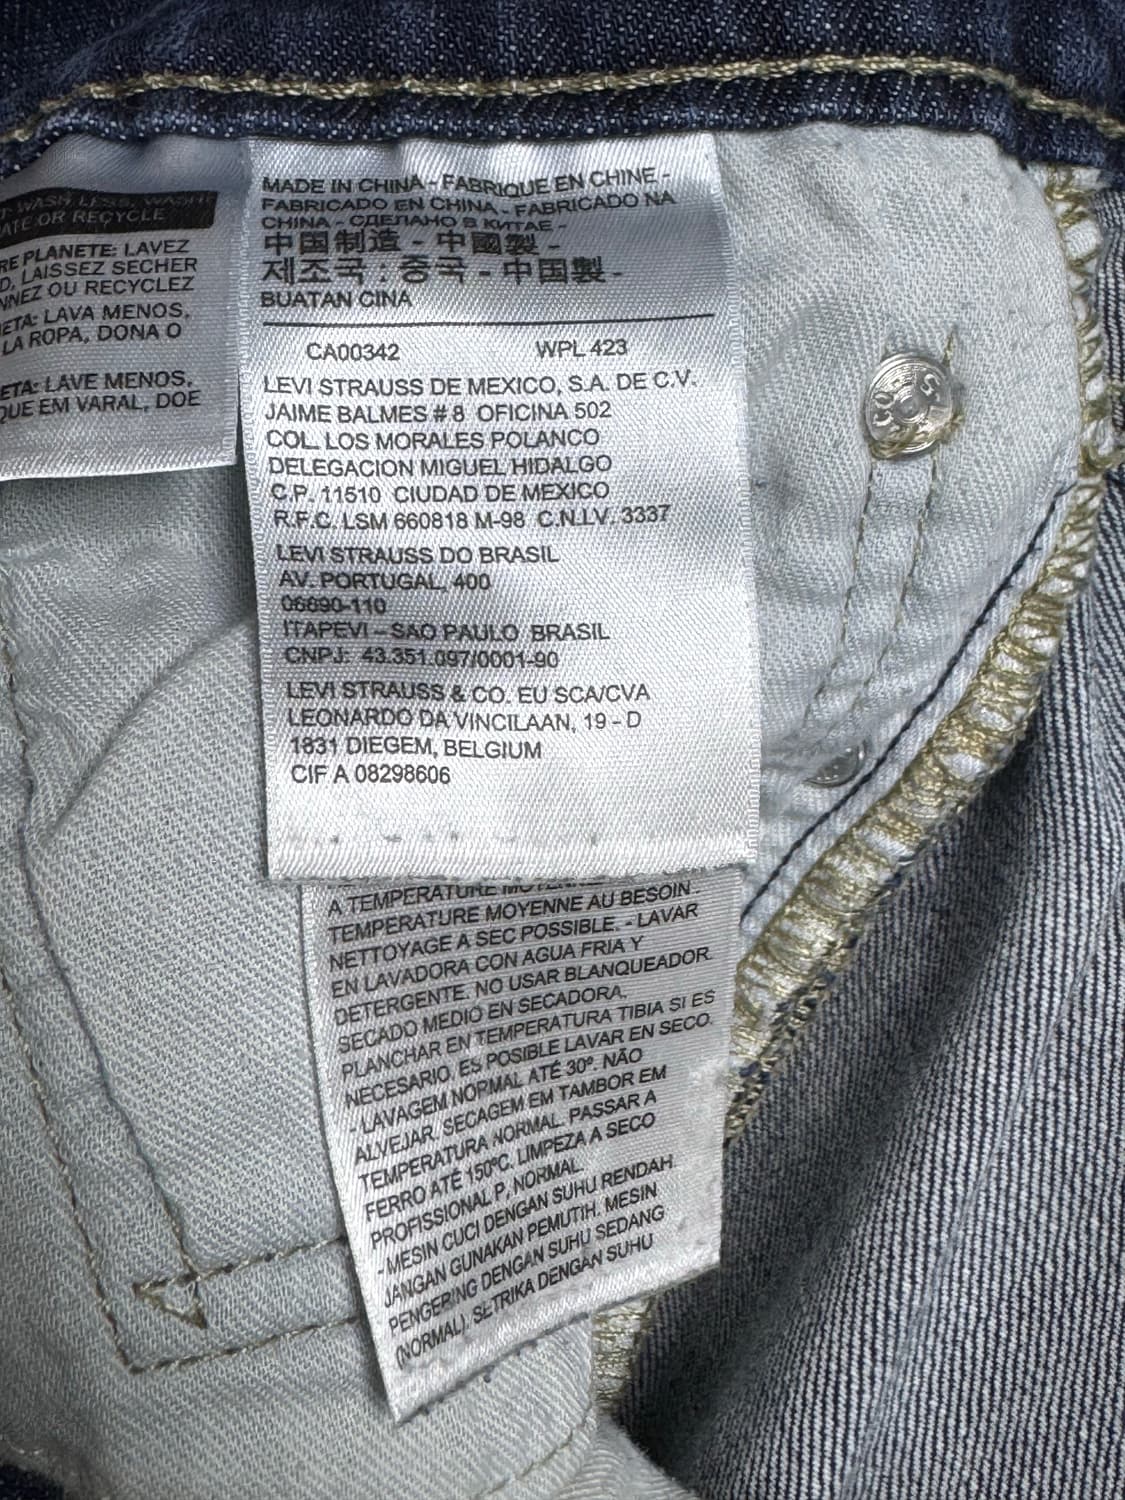 WASH LESS, WASH
ATE OR RECYCLE
RE PLANETE: LAVEZ
D, LAISSEZ SECHER
NNEZ OU RECYCLEZ
ETA: LAVA MENOS,
LA ROPA, DONA O
ETA: LAVE MENOS,
QUE EM VARAL, DOE
MADE IN CHINA - FABRIQUE EN CHINE -
FABRICADO EN CHINA - FABRICADO NA
CHINA - СДЕЛАНО В КИТАЕ -
中国制造 - 中國製 -
제조국 : 중국 - 中国製 -
BUATAN CINA
CA00342 WPL 423
LEVI STRAUSS DE MEXICO, S.A. DE C.V.
JAIME BALMES # 8 OFICINA 502
COL. LOS MORALES POLANCO
DELEGACION MIGUEL HIDALGO
C.P. 11510 CIUDAD DE MEXICO
R.F.C. LSM 660818 M-98 C.N.I.V. 3337
LEVI STRAUSS DO BRASIL
AV. PORTUGAL, 400
06690-110
ITAPEVI – SAO PAULO BRASIL
CNPJ: 43.351.097/0001-90
LEVI STRAUSS & CO. EU SCA/CVA
LEONARDO DA VINCILAAN, 19 - D
1831 DIEGEM, BELGIUM
CIF A 08298606
A TEMPERATURE MOYENNE
TEMPERATURE MOYENNE AU BESOIN
NETTOYAGE A SEC POSSIBLE. - LAVAR
EN LAVADORA CON AGUA FRIA Y
DETERGENTE. NO USAR BLANQUEADOR.
SECADO MEDIO EN SECADORA,
PLANCHAR EN TEMPERATURA TIBIA SI ES
NECESARIO. ES POSIBLE LAVAR EN SECO.
- LAVAGEM NORMAL ATÉ 30º. NÃO
ALVEJAR. SECAGEM EM TAMBOR EM
TEMPERATURA NORMAL. PASSAR A
FERRO ATÉ 150ºC. LIMPEZA A SECO
PROFISSIONAL P, NORMAL.
- MESIN CUCI DENGAN SUHU RENDAH.
JANGAN GUNAKAN PEMUTIH. MESIN
PENGERING DENGAN SUHU SEDANG
(NORMAL). SETRIKA DENGAN SUHU